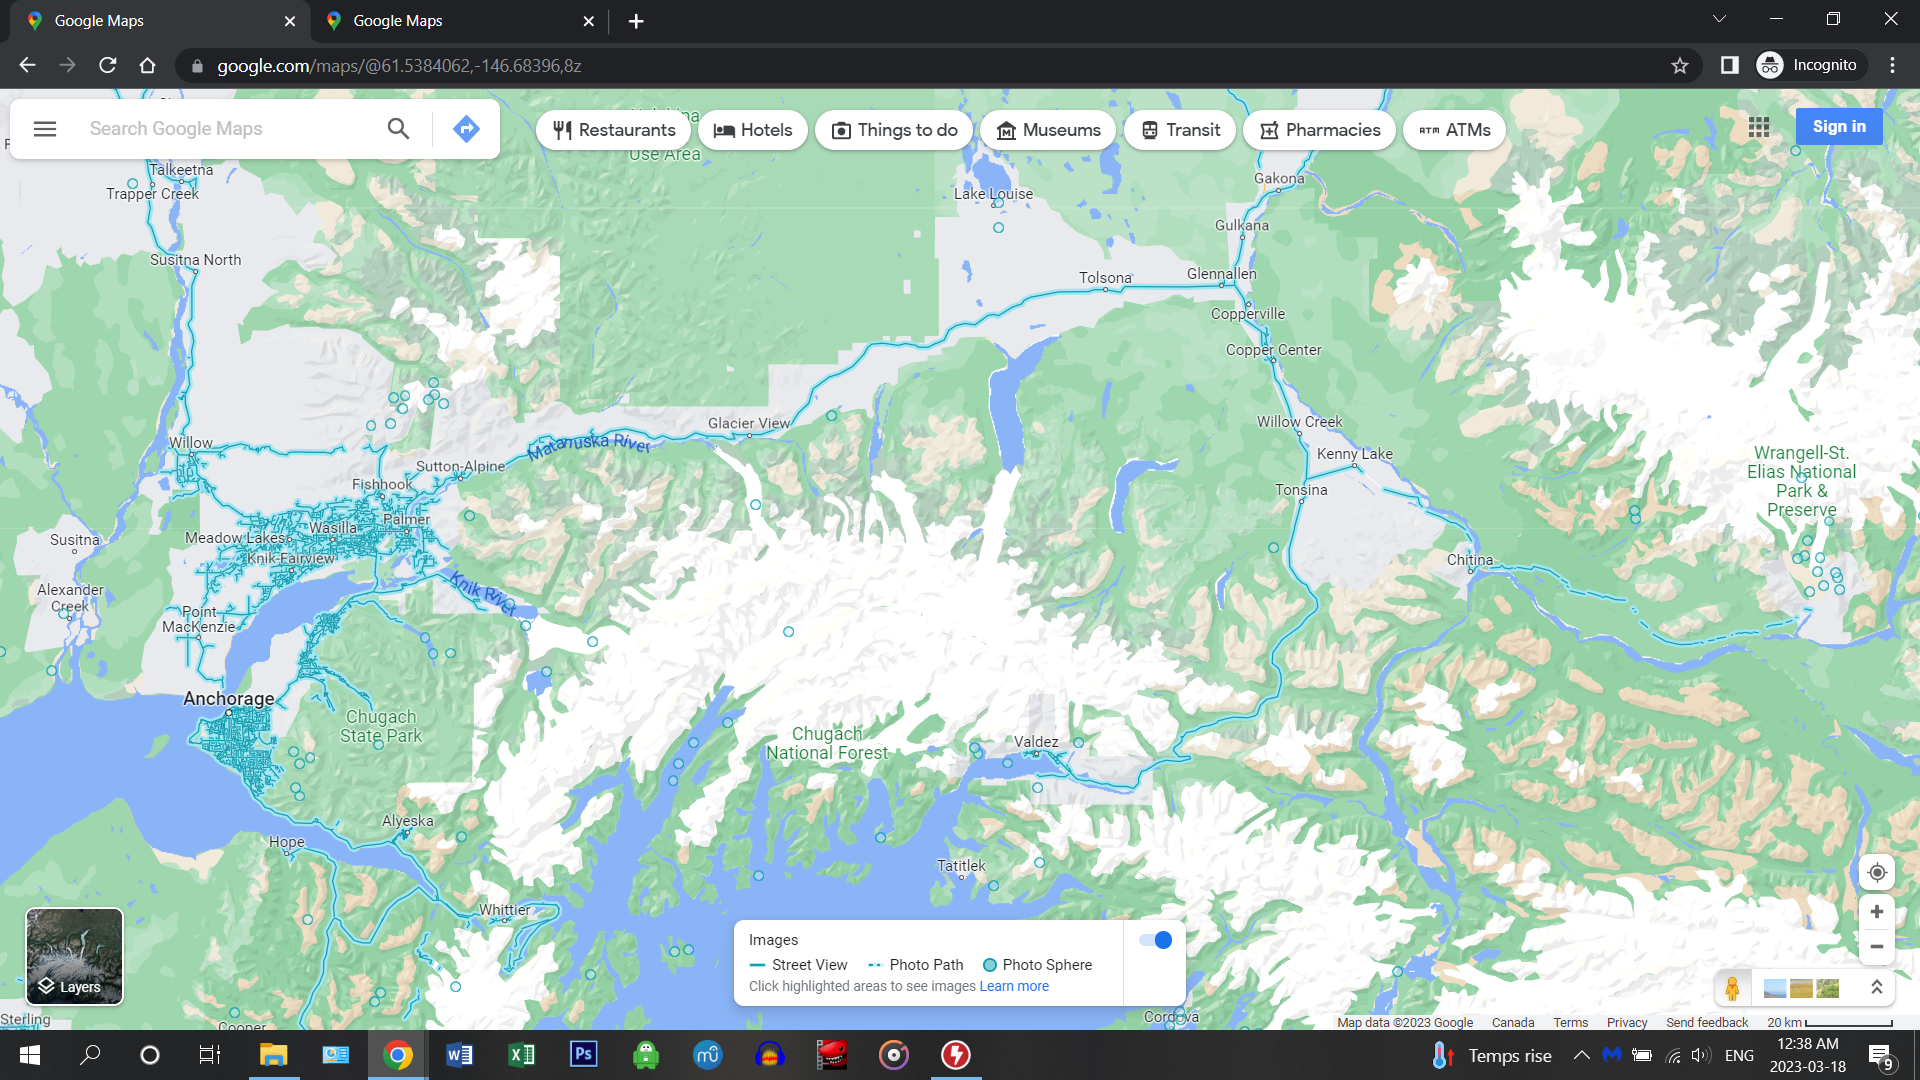 Google Maps
Google Maps
google.com/maps/@61.5384062,-146.68396,8z
Incognito
Search Google Maps
Restaurants
Hotels
Things to do
Museums
Transit
Pharmacies
ATM ATMs
Sign in
Use Area
Talkeetna
Trapper Creek
Lake Louise
Gakona
Gulkana
Susitna North
Tolsona
Glennallen
Copperville
Copper Center
Glacier View
Willow Creek
Willow
Matanuska River
Kenny Lake
Wrangell-St.
Elias National
Park &
Preserve
Sutton-Alpine
Fishhook
Tonsina
Palmer
Wasilla
Meadow Lakes
Knik-Fairview
Susitna
Chitina
Knik River
Alexander
Creek
Point
MacKenzie
Anchorage
Chugach
State Park
Chugach
National Forest
Valdez
Alyeska
Hope
Tatitlek
Whittier
Sterling
Cooper
Cordova
Layers
Images
Street View
Photo Path
Photo Sphere
Click highlighted areas to see images Learn more
Map data ©2023 Google
Canada
Terms
Privacy
Send feedback
20 km
W
X
Ps
mu
Temps rise
ENG
12:38 AM
2023-03-18
9